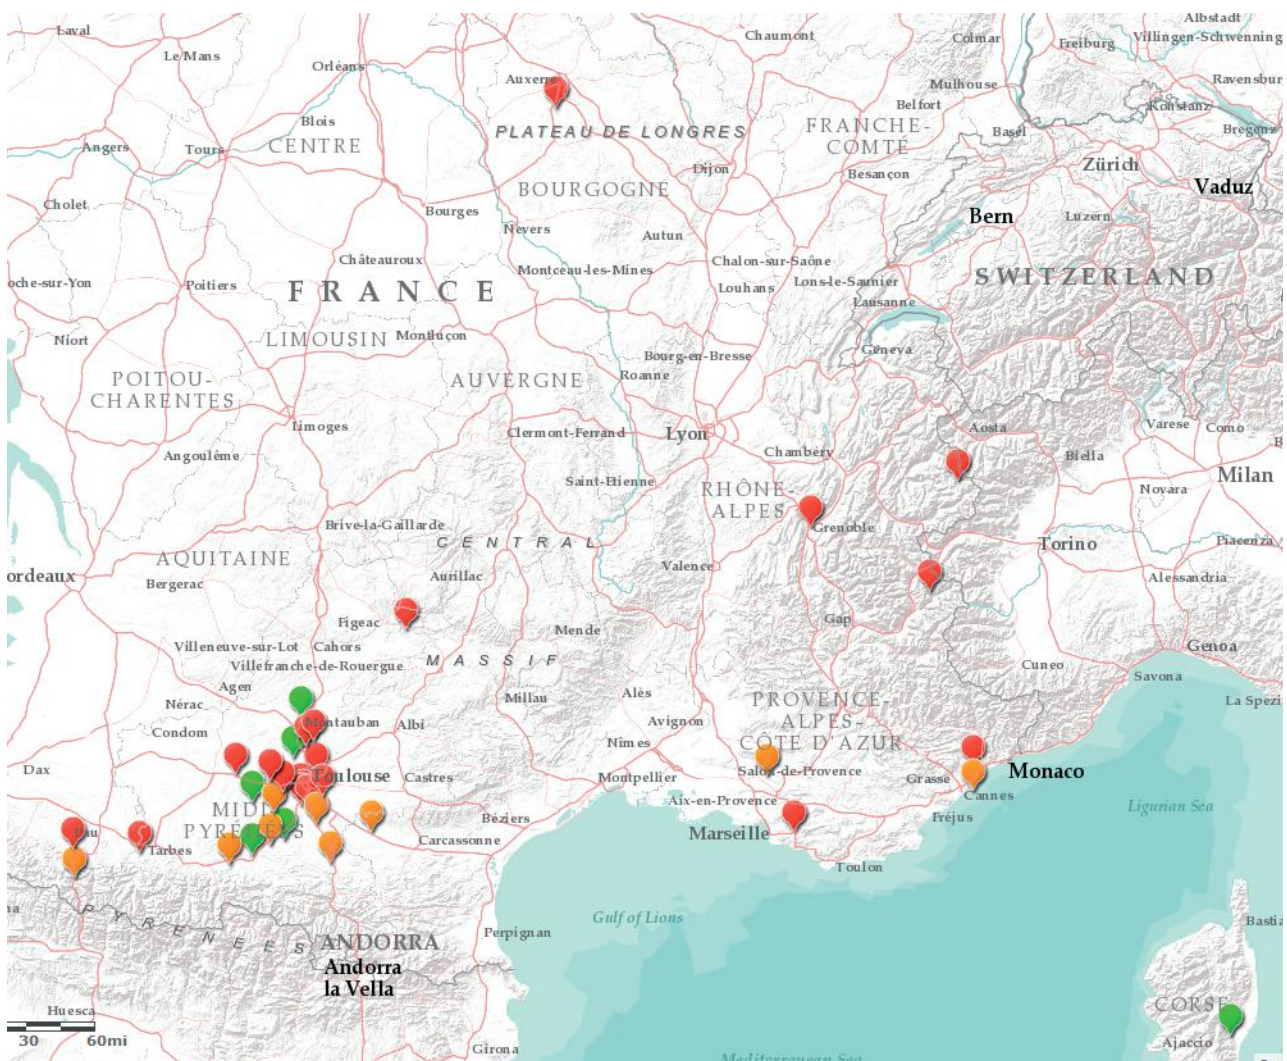 Laval
Le Mans
Orléans
Chaumont
Colmar
Albstadt
Freiburg
Villingen-Schwenning
Auxerre
Mulhouse
Ravensbur
Blois
PLATEAU DE LONGRES
FRANCHE-
COMTÉ
Belfort
Konstanz
Basel
Bregenz
Angers
Tours
CENTRE
Dijon
Besançon
Zürich
Vaduz
Cholet
BOURGOGNE
Bourges
Bern
Luzern
Nevers
Autun
Châteauroux
Montceau-les-Mines
Chalon-sur-Saône
oche-sur-Yon
Poitiers
FRANCE
Louhans
Lons-le-Saunier
SWITZERLAND
Lausanne
Niort
LIMOUSIN
Montluçon
Geneva
Bourg-en-Bresse
POITOU-
CHARENTES
AUVERGNE
Roanne
Limoges
Clermont-Ferrand
Lyon
Aosta
Varese
Como
Angoulême
Chambéry
Biella
Saint-Etienne
RHÔNE-
ALPES
Novara
Milan
Brive-la-Gaillarde
Grenoble
CENTRAL
Torino
Piacenza
AQUITAINE
ordeaux
Bergerac
Aurillac
Valence
Alessandria
Figeac
Mende
Gap
Villeneuve-sur-Lot
Cahors
Genoa
Villefranche-de-Rouergue
MASSIF
Cuneo
Savona
Agen
Nérac
Millau
Alès
PROVENCE-
ALPES-
CÔTE D'AZUR
La Spezi
Condom
Montauban
Albi
Avignon
Nîmes
Dax
Toulouse
Castres
Montpellier
Salon-de-Provence
Grasse
Monaco
Cannes
MIDI
PYRÉNÉES
Aix-en-Provence
Fréjus
Ligurian Sea
Béziers
Pau
Tarbes
Carcassonne
Marseille
Toulon
PYRENEES
Gulf of Lions
Bastia
Perpignan
ANDORRA
Andorra
la Vella
CORSE
Huesca
30 60mi
Girona
Ajaccio
Mediterranean Sea